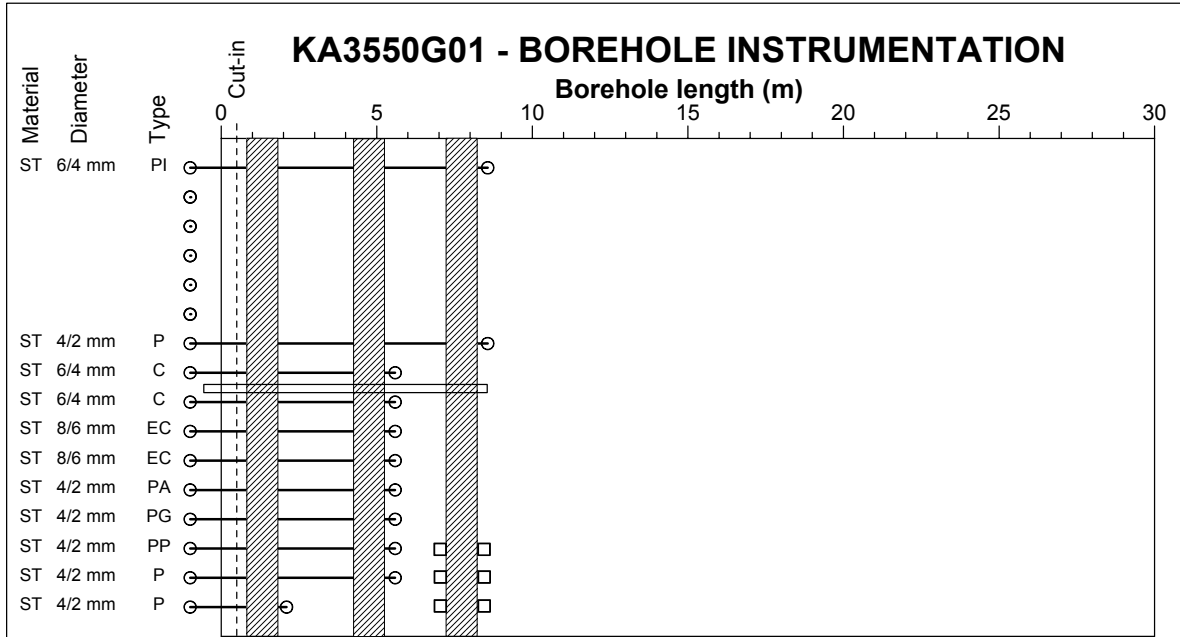 KA3550G01 - BOREHOLE INSTRUMENTATION
Borehole length (m)
Material Diameter Type Cut-in
0 5 10 15 20 25 30
ST 6/4 mm PI
ST 4/2 mm P
ST 6/4 mm C
ST 6/4 mm C
ST 8/6 mm EC
ST 8/6 mm EC
ST 4/2 mm PA
ST 4/2 mm PG
ST 4/2 mm PP
ST 4/2 mm P
ST 4/2 mm P